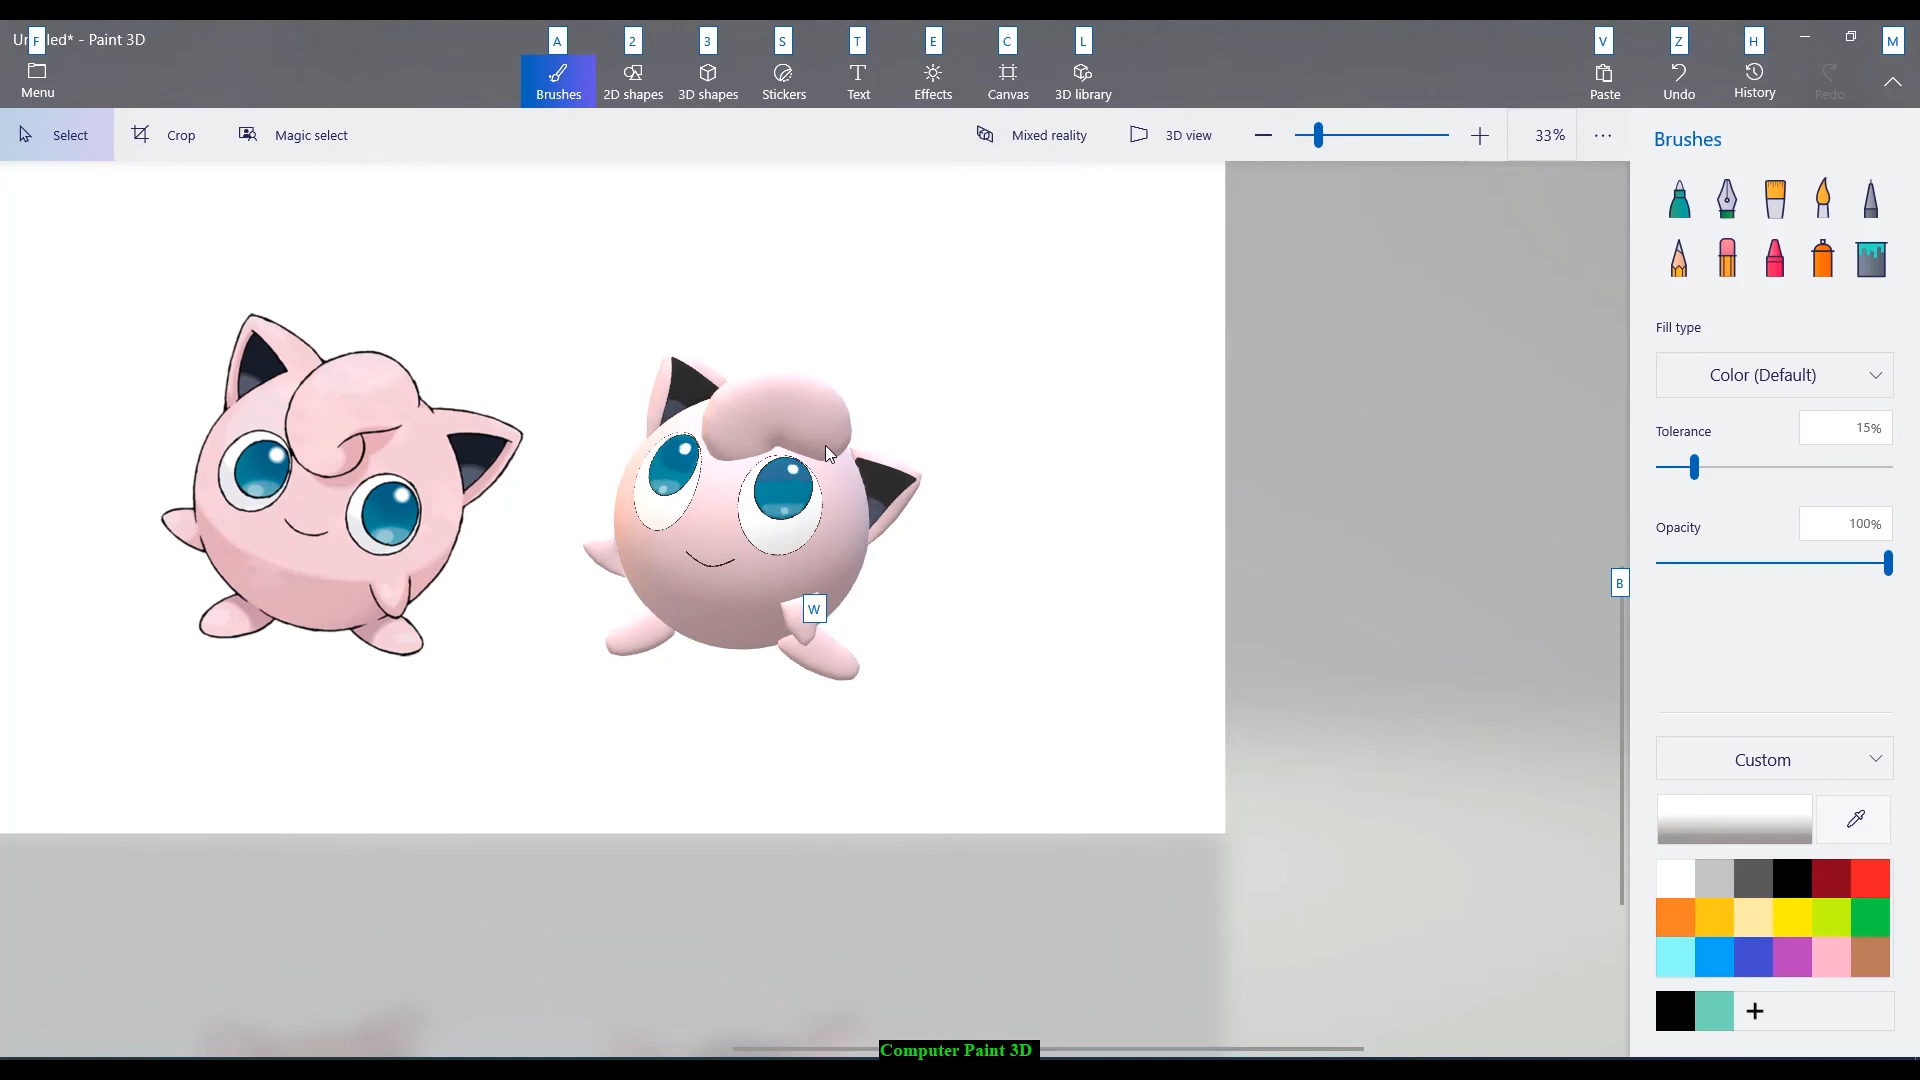 Un led* - Paint 3D
F
A
2
3
S
T
E
C
L
V
Z
H
M
Menu
Brushes
2D shapes
3D shapes
Stickers
Text
Effects
Canvas
3D library
Paste
Undo
History
Redo
Select
Crop
Magic select
Mixed reality
3D view
33%
Brushes
Fill type
Color (Default)
Tolerance
15%
Opacity
100%
B
W
Custom
Computer Paint 3D